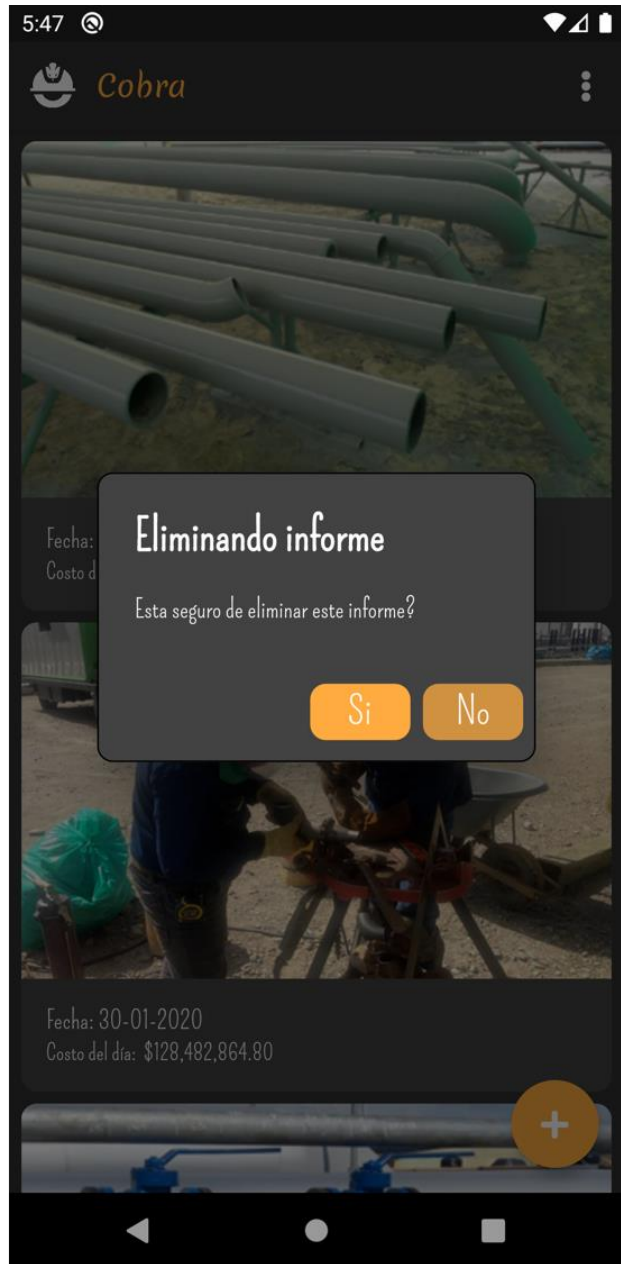 5:47
Cobra
Fecha:
Costo d
Eliminando informe
Esta seguro de eliminar este informe?
Si
No
Fecha: 30-01-2020
Costo del día: $128,482,864.80
+